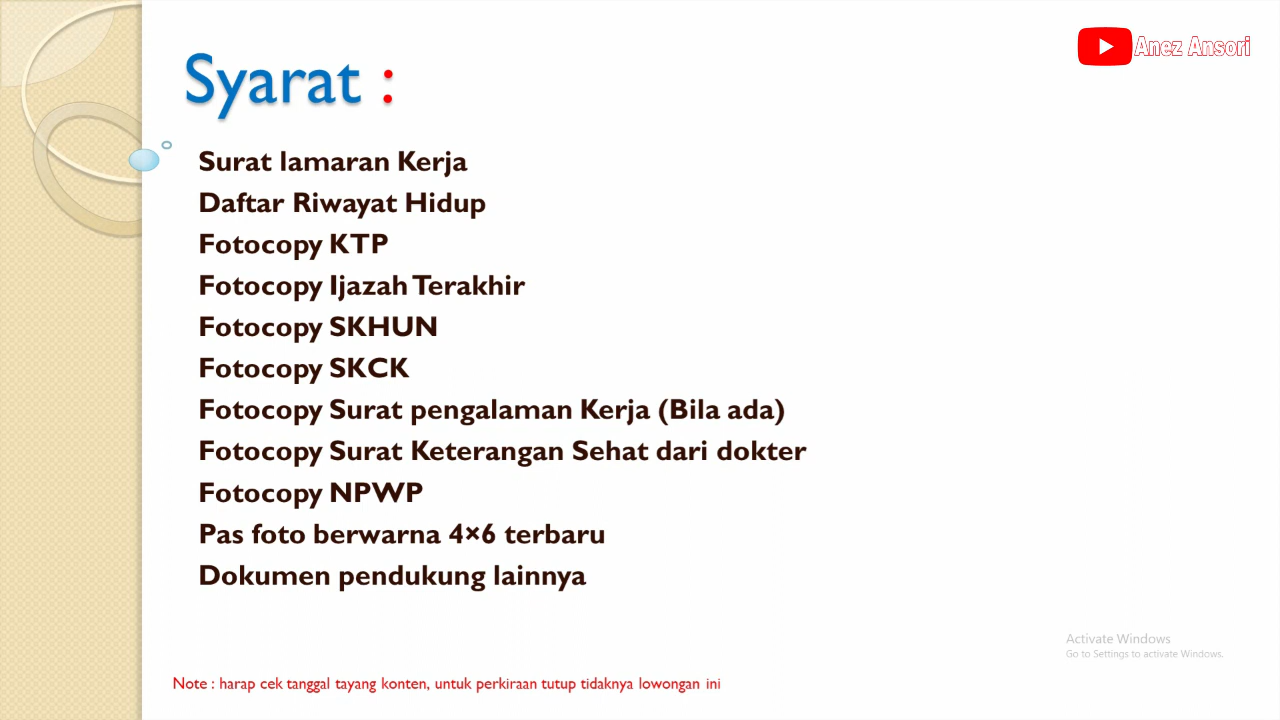 Anez Ansori
Syarat :
Surat lamaran Kerja
Daftar Riwayat Hidup
Fotocopy KTP
Fotocopy Ijazah Terakhir
Fotocopy SKHUN
Fotocopy SKCK
Fotocopy Surat pengalaman Kerja (Bila ada)
Fotocopy Surat Keterangan Sehat dari dokter
Fotocopy NPWP
Pas foto berwarna 4×6 terbaru
Dokumen pendukung lainnya
Activate Windows
Go to Settings to activate Windows.
Note : harap cek tanggal tayang konten, untuk perkiraan tutup tidaknya lowongan ini